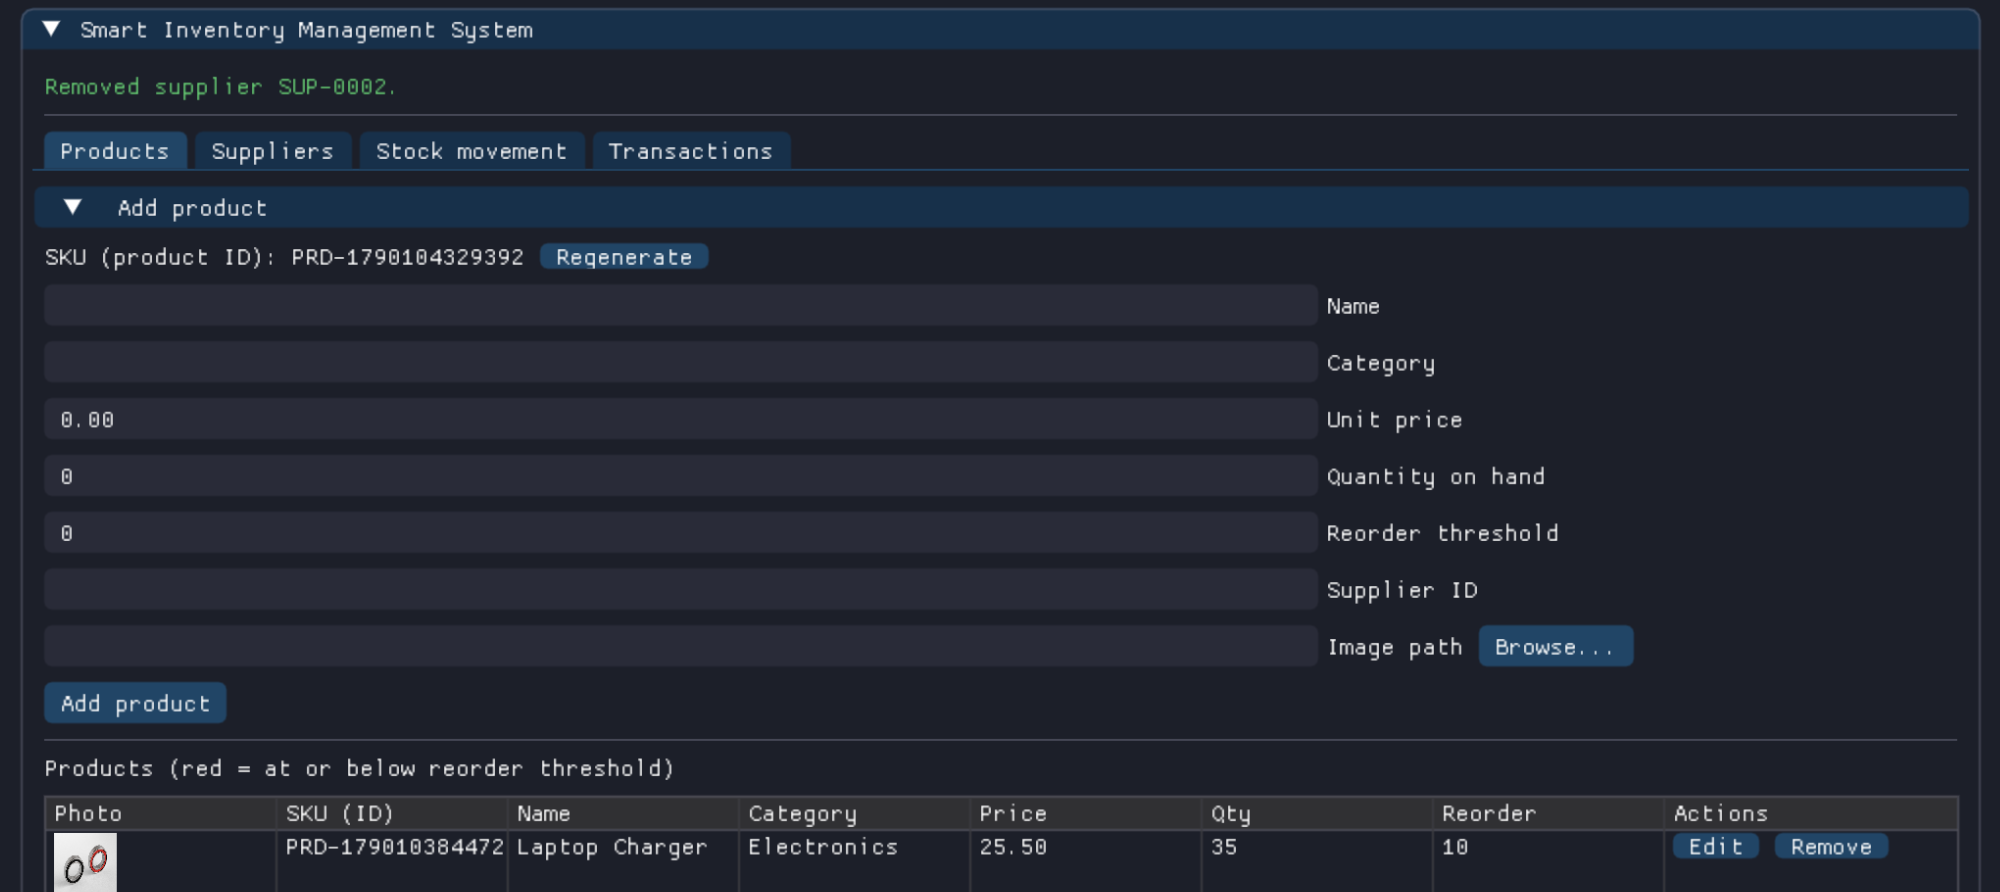 Smart Inventory Management System
Removed supplier SUP-0002.
Products Suppliers Stock movement Transactions
Add product
SKU (product ID): PRD-1790104329392 Regenerate
Name
Category
0.00 Unit price
0 Quantity on hand
0 Reorder threshold
Supplier ID
Image path Browse...
Add product
Products (red = at or below reorder threshold)
Photo SKU (ID) Name Category Price Qty Reorder Actions
PRD-179010384472 Laptop Charger Electronics 25.50 35 10 Edit Remove